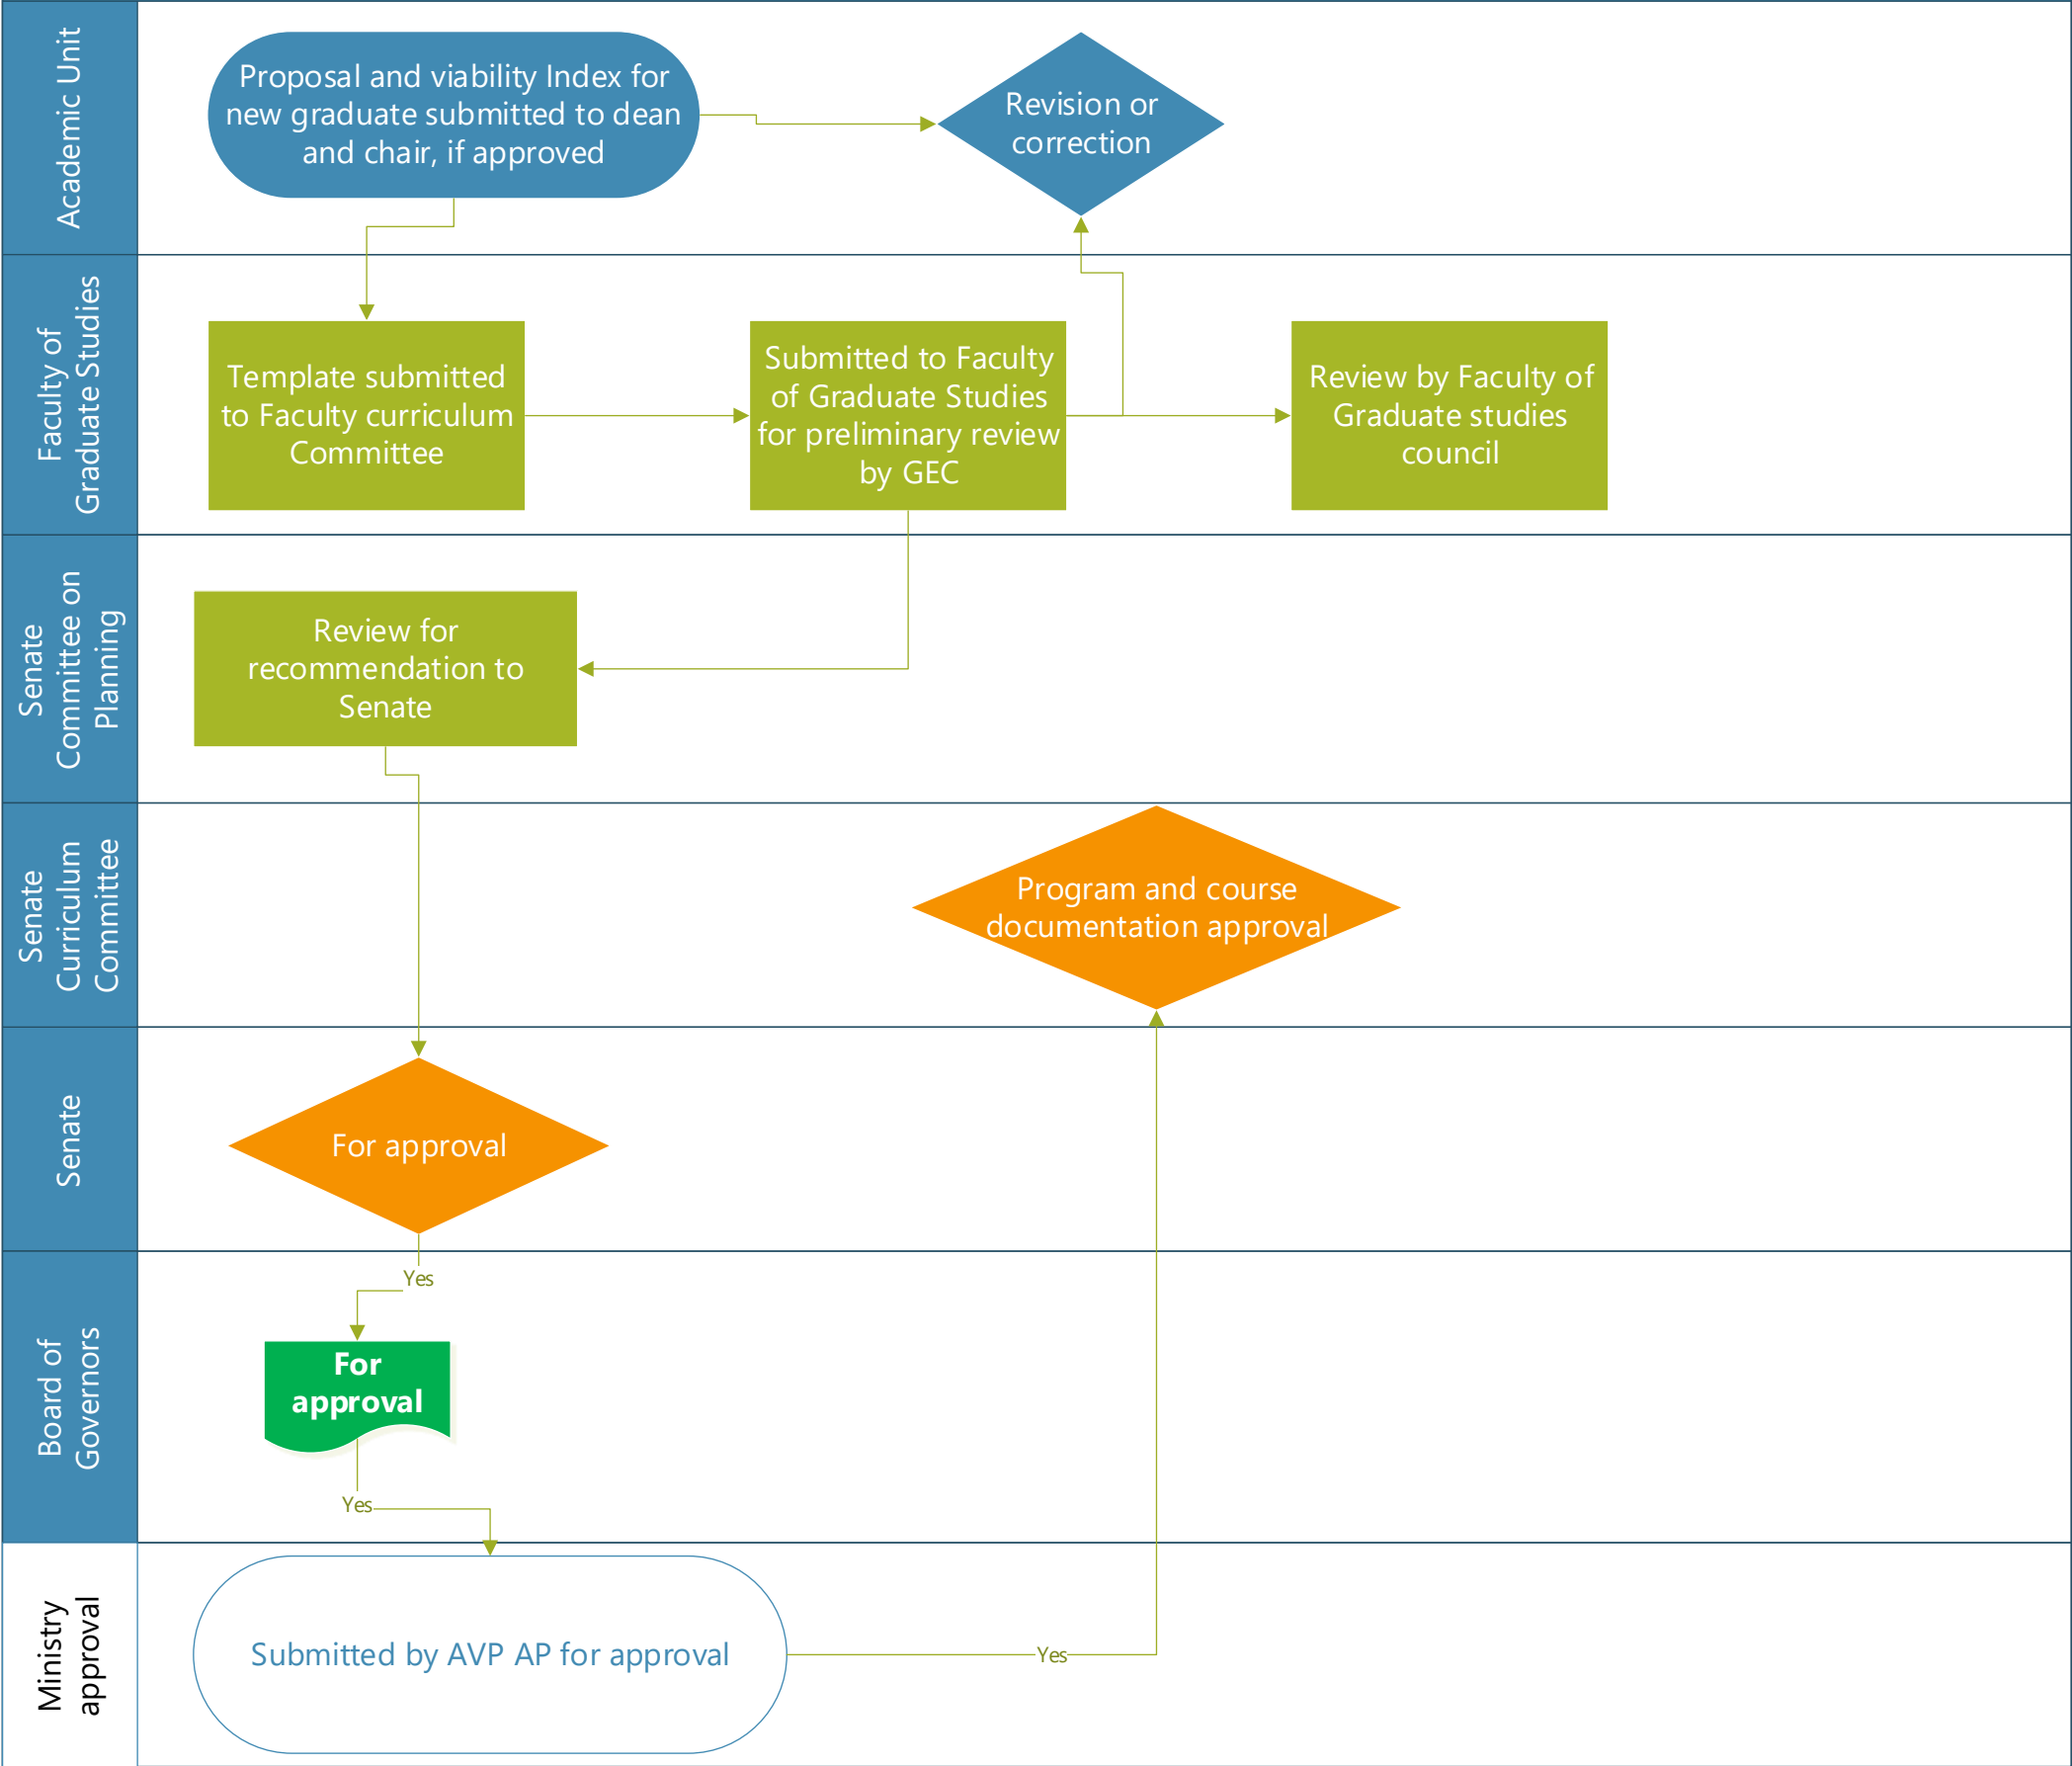 Academic Unit
Proposal and viability Index for
new graduate submitted to dean
and chair, if approved
Revision or
correction
Faculty of
Graduate Studies
Template submitted
to Faculty curriculum
Committee
Submitted to Faculty
of Graduate Studies
for preliminary review
by GEC
Review by Faculty of
Graduate studies
council
Senate
Committee on
Planning
Review for
recommendation to
Senate
Senate
Curriculum
Committee
Program and course
documentation approval
Senate
For approval
Yes
Board of
Governors
For
approval
Yes
Ministry
approval
Submitted by AVP AP for approval
Yes